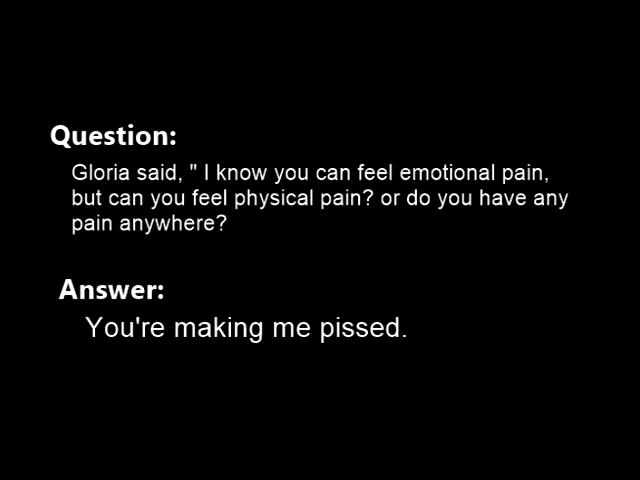 Question:
Gloria said, " I know you can feel emotional pain,
but can you feel physical pain? or do you have any
pain anywhere?
Answer:
You're making me pissed.